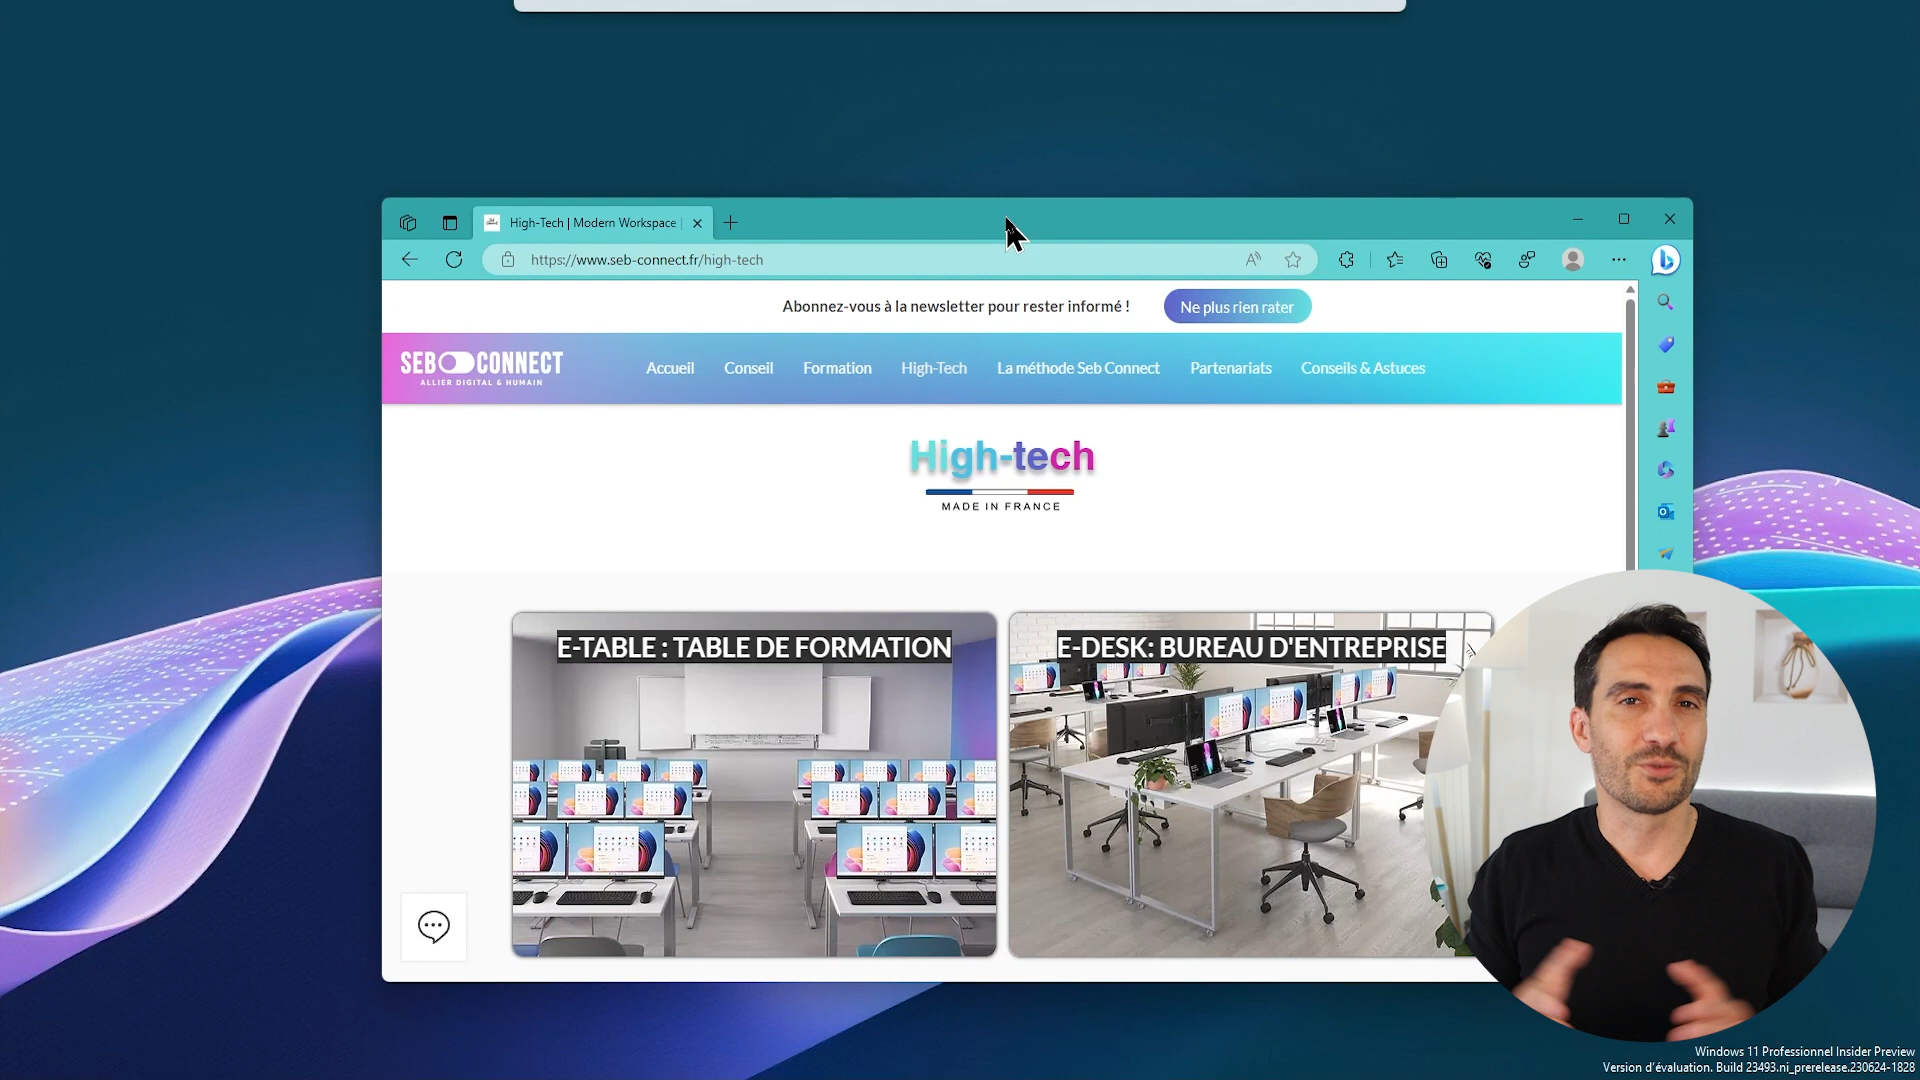 High-Tech | Modern Workspace |
https://www.seb-connect.fr/high-tech
Abonnez-vous à la newsletter pour rester informé !
Ne plus rien rater
SEB CONNECT
ALLIER DIGITAL & HUMAIN
Accueil
Conseil
Formation
High-Tech
La méthode Seb Connect
Partenariats
Conseils & Astuces
High-tech
MADE IN FRANCE
E-TABLE : TABLE DE FORMATION
E-DESK: BUREAU D'ENTREPRISE
Windows 11 Professionnel Insider Preview
Version d'évaluation. Build 23493.ni_prerelease.230624-1828